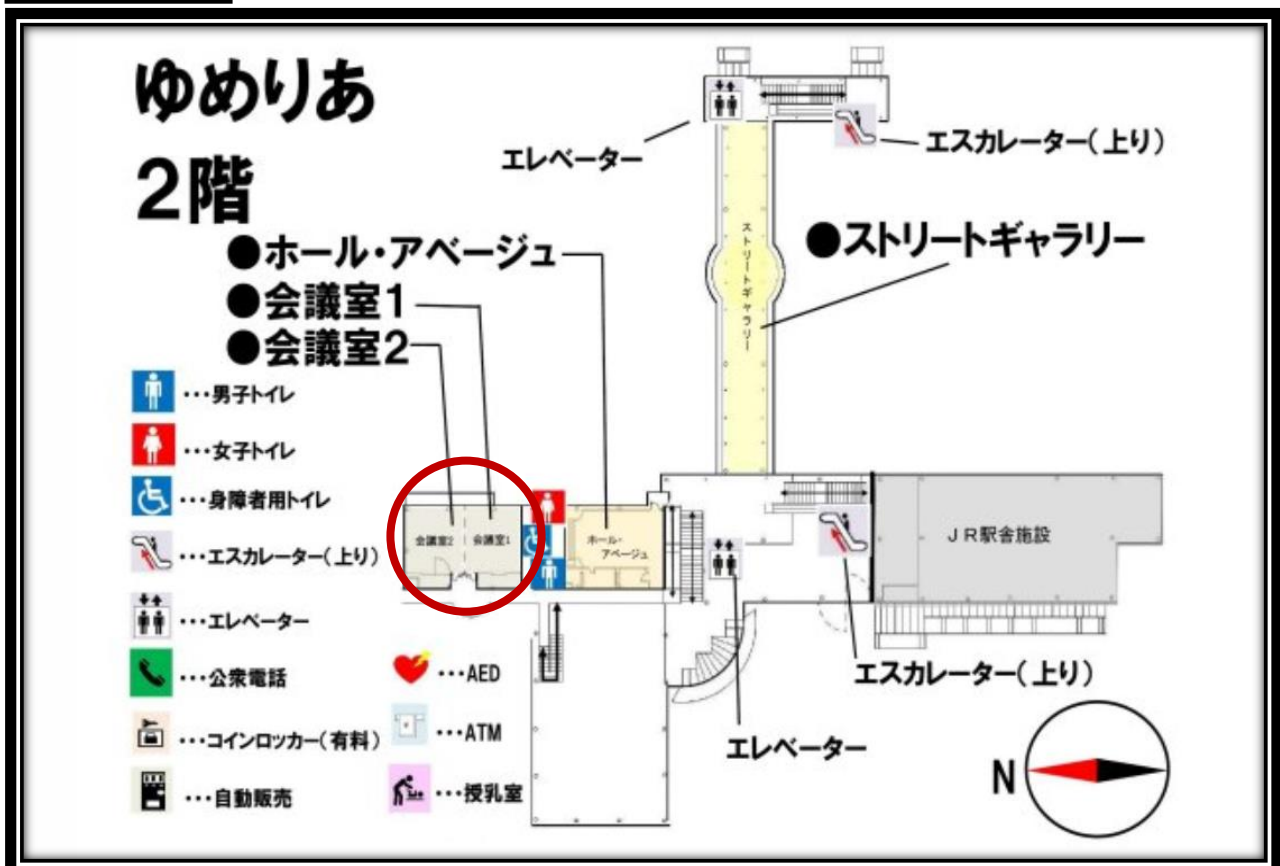 ゆめりあ
2階
●ホール・アベージュ
●会議室1
●会議室2
エレベーター
エスカレーター(上り)
●ストリートギャラリー
ストリートギャラリー
…男子トイレ
…女子トイレ
…身障者用トイレ
…エスカレーター(上り)
…エレベーター
…公衆電話
…コインロッカー(有料)
…自動販売
…AED
…ATM
…授乳室
会議室2
会議室1
ホール・
アベージュ
JR駅舎施設
エスカレーター(上り)
エレベーター
N